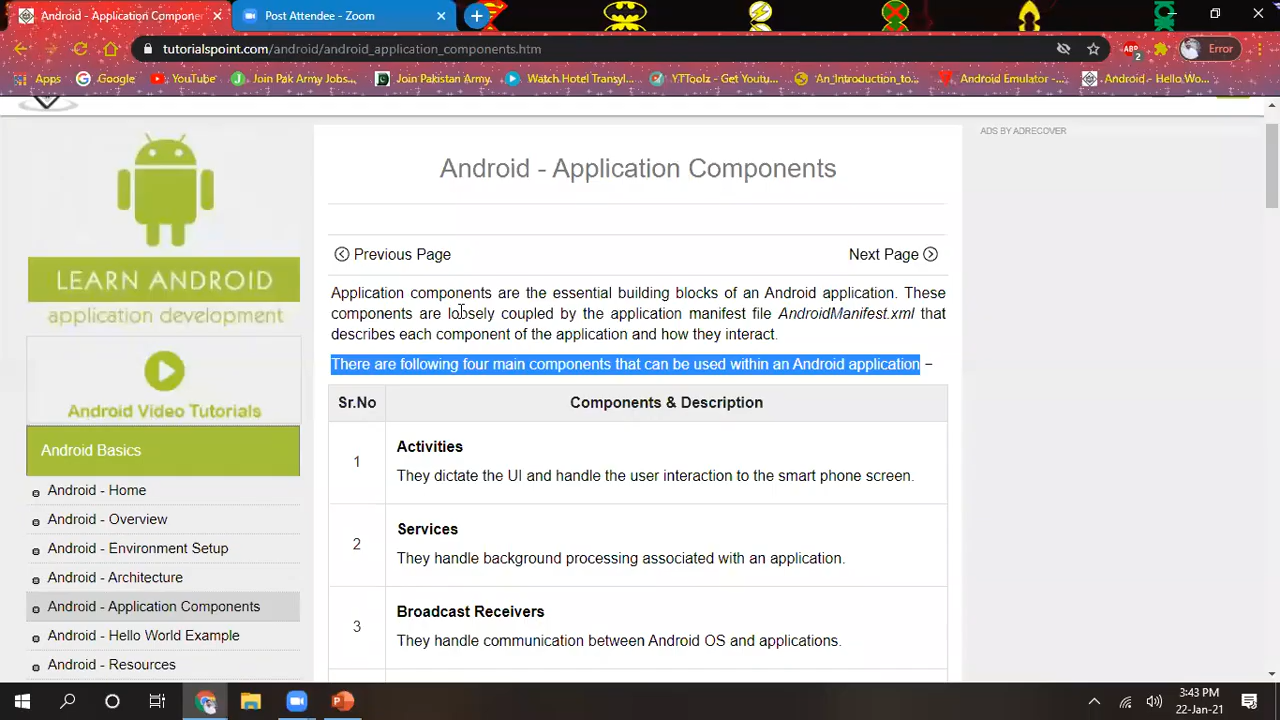 Android - Application Componen
Post Attendee - Zoom
tutorialspoint.com/android/android_application_components.htm
ABP
2
Error
Apps
Google
YouTube
Join Pak Army Jobs...
Join Pakistan Army.
Watch Hotel Transyl...
YTToolz - Get Youtu...
An_Introduction_to...
Android Emulator -...
Android - Hello Wo...
ADS BY ADRECOVER
Android - Application Components
Previous Page
Next Page
Application components are the essential building blocks of an Android application. These
components are loosely coupled by the application manifest file AndroidManifest.xml that
describes each component of the application and how they interact.
There are following four main components that can be used within an Android application −
Sr.No
Components & Description
1
Activities
They dictate the UI and handle the user interaction to the smart phone screen.
2
Services
They handle background processing associated with an application.
3
Broadcast Receivers
They handle communication between Android OS and applications.
LEARN ANDROID
application development
Android Video Tutorials
Android Basics
Android - Home
Android - Overview
Android - Environment Setup
Android - Architecture
Android - Application Components
Android - Hello World Example
Android - Resources
3:43 PM
22-Jan-21